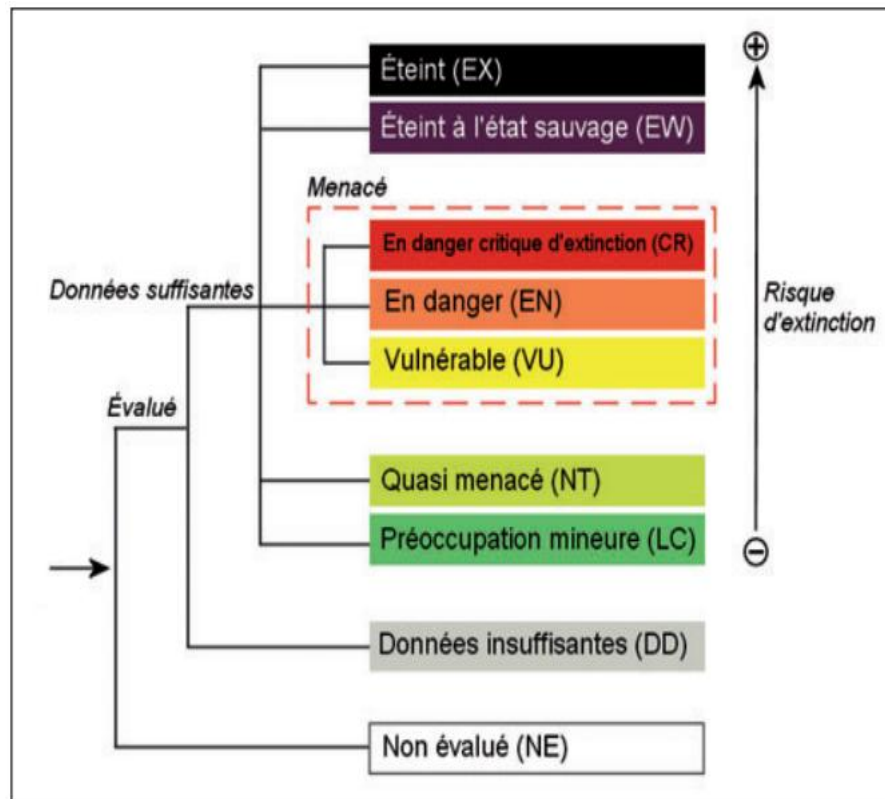 Éteint (EX)
Éteint à l'état sauvage (EW)
Menacé
En danger critique d'extinction (CR)
Données suffisantes
En danger (EN)
Risque
d'extinction
Vulnérable (VU)
Évalué
Quasi menacé (NT)
Préoccupation mineure (LC)
Données insuffisantes (DD)
Non évalué (NE)